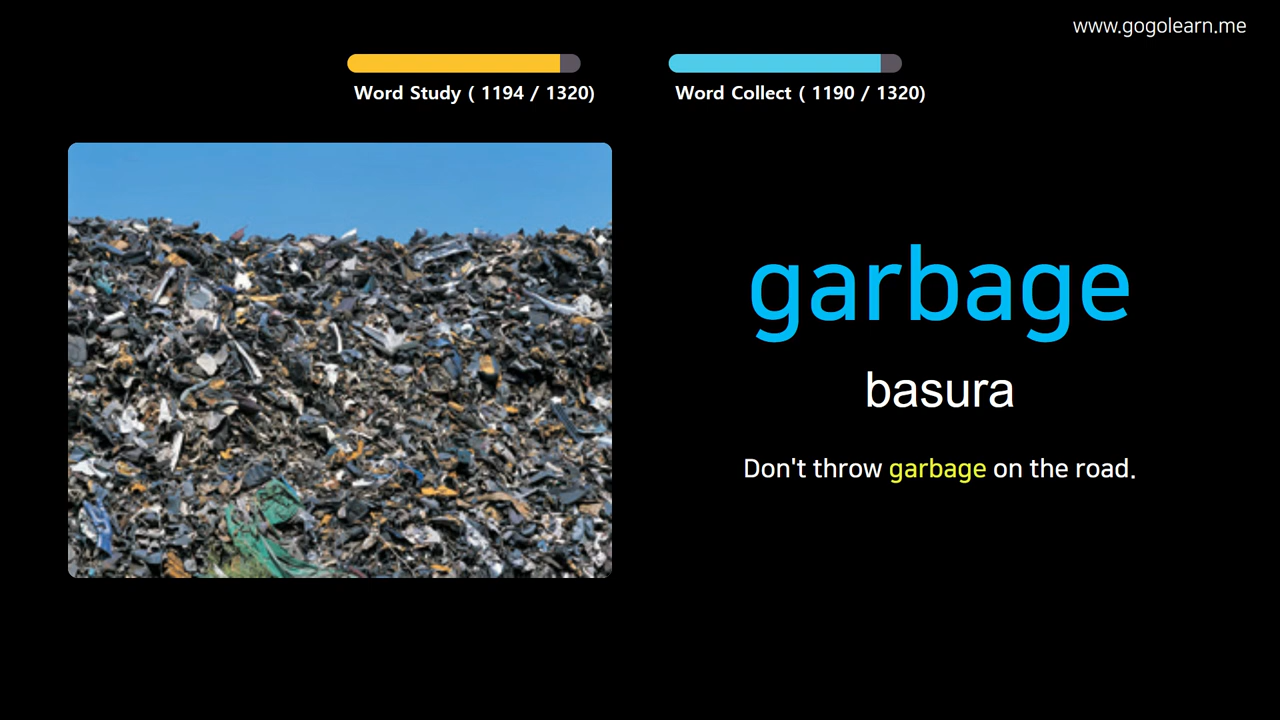 www.gogolearn.me
Word Study ( 1194 / 1320)
Word Collect ( 1190 / 1320)
garbage
basura
Don't throw garbage on the road.